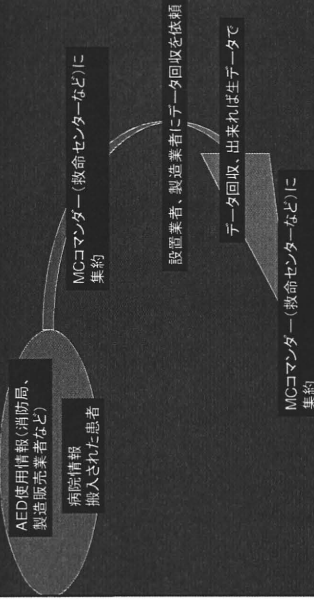 AED使用情報(消防局、
製造販売業者など)
病院情報
搬入された患者
MCコマンダー(救命センターなど)に
集約
設置業者、製造業者にデータ回収を依頼
データ回収、出来れば生データで
MCコマンダー(救命センターなど)に
集約